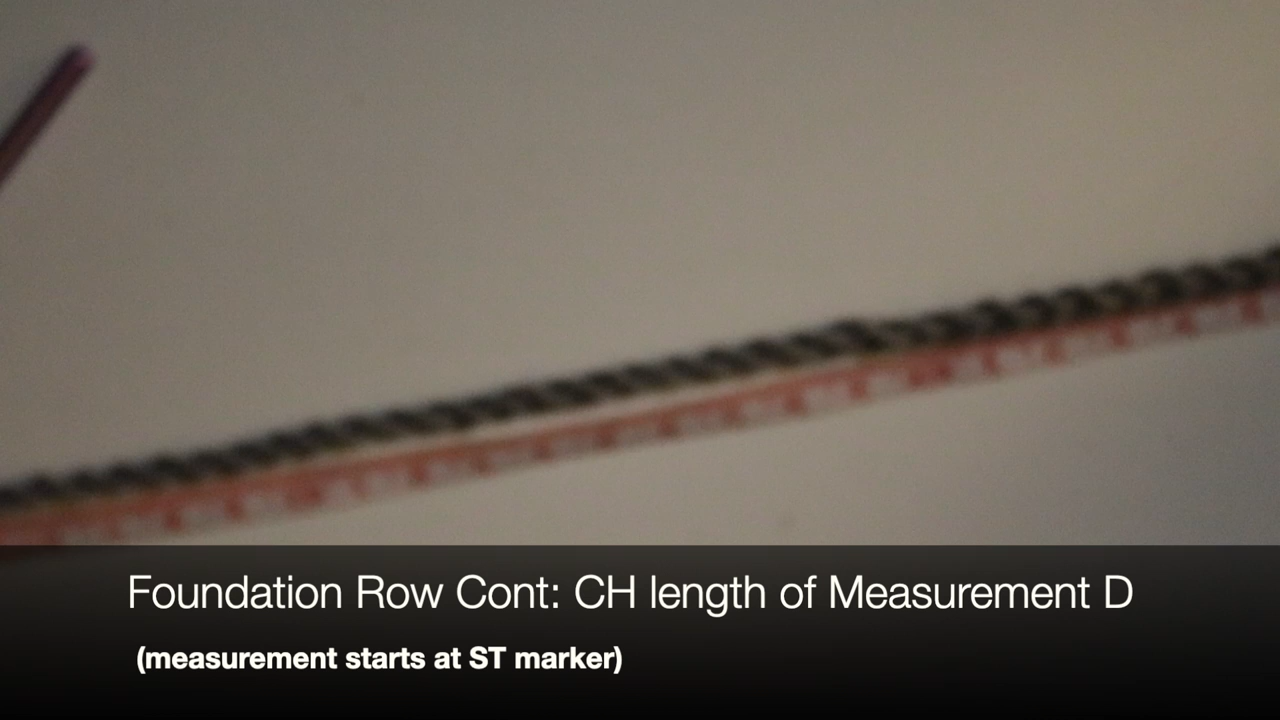 Foundation Row Cont: CH length of Measurement D
(measurement starts at ST marker)